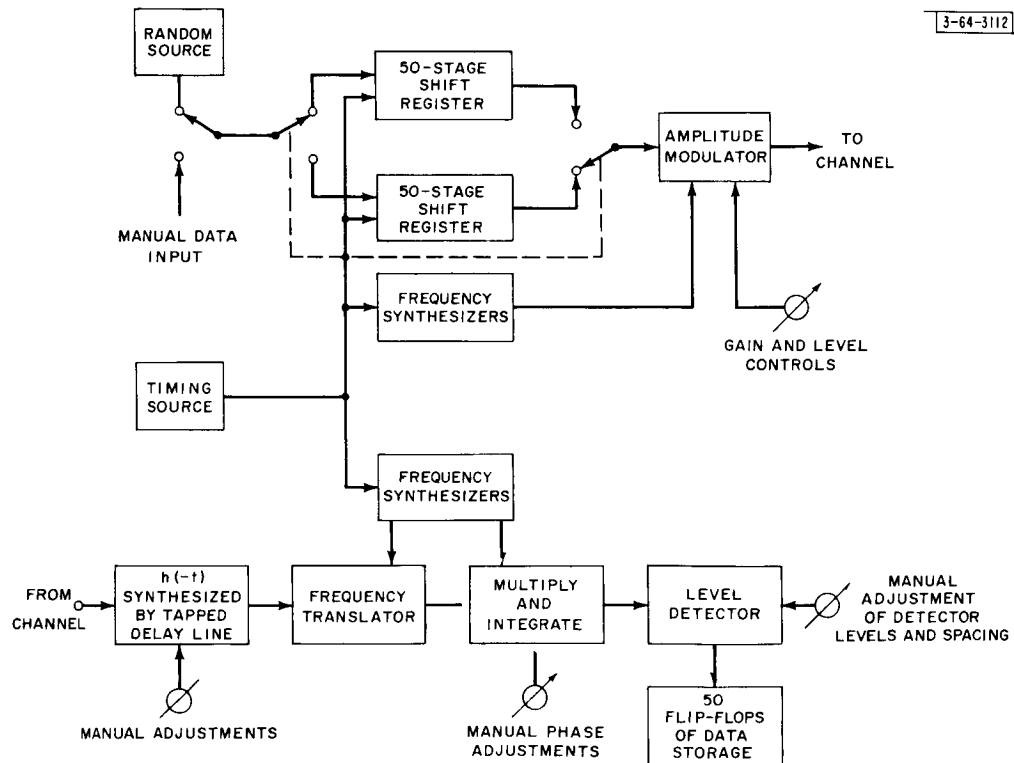 3-64-3112
RANDOM
SOURCE
50-STAGE
SHIFT
REGISTER
AMPLITUDE
MODULATOR
TO
CHANNEL
MANUAL DATA
INPUT
50-STAGE
SHIFT
REGISTER
FREQUENCY
SYNTHESIZERS
GAIN AND LEVEL
CONTROLS
TIMING
SOURCE
FREQUENCY
SYNTHESIZERS
FROM
CHANNEL
h(-t)
SYNTHESIZED
BY TAPPED
DELAY LINE
FREQUENCY
TRANSLATOR
MULTIPLY
AND
INTEGRATE
LEVEL
DETECTOR
MANUAL
ADJUSTMENT
OF DETECTOR
LEVELS AND SPACING
MANUAL ADJUSTMENTS
MANUAL PHASE
ADJUSTMENTS
50
FLIP-FLOPS
OF DATA
STORAGE